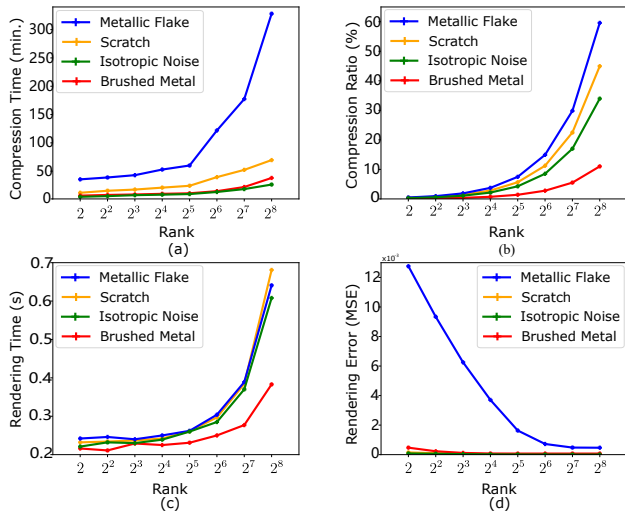 Compression Time (min.)
300
250
200
150
100
50
0
Metallic Flake
Scratch
Isotropic Noise
Brushed Metal
2 2^2 2^3 2^4 2^5 2^6 2^7 2^8
Rank
(a)
Compression Ratio (%)
60
50
40
30
20
10
0
Metallic Flake
Scratch
Isotropic Noise
Brushed Metal
2 2^2 2^3 2^4 2^5 2^6 2^7 2^8
Rank
(b)
Rendering Time (s)
0.7
0.6
0.5
0.4
0.3
0.2
Metallic Flake
Scratch
Isotropic Noise
Brushed Metal
2 2^2 2^3 2^4 2^5 2^6 2^7 2^8
Rank
(c)
Rendering Error (MSE)
12
10
8
6
4
2
0
Metallic Flake
Scratch
Isotropic Noise
Brushed Metal
2 2^2 2^3 2^4 2^5 2^6 2^7 2^8
Rank
(d)